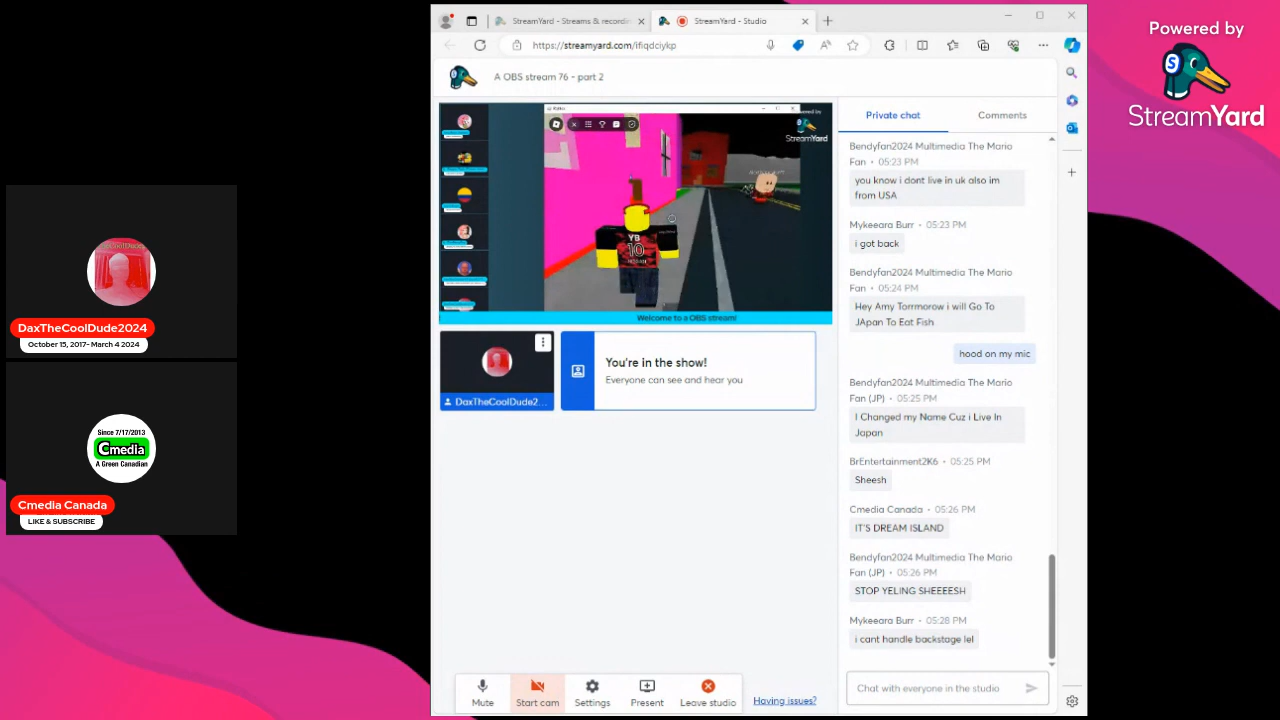 StreamYard - Streams & recordin
StreamYard - Studio
https://streamyard.com/ifiqdciykp
Powered by
StreamYard
A OBS stream 76 - part 2
Private chat
Comments
StreamYard
YB
10
Welcome to a OBS stream!
DaxTheCoolDude2...
You're in the show!
Everyone can see and hear you
Bendyfan2024 Multimedia The Mario
Fan • 05:23 PM
you know i dont live in uk also im
from USA
Mykeeara Burr • 05:23 PM
i got back
Bendyfan2024 Multimedia The Mario
Fan • 05:24 PM
Hey Amy Torrmorow i will Go To
JApan To Eat Fish
hood on my mic
Bendyfan2024 Multimedia The Mario
Fan (JP) • 05:25 PM
I Changed my Name Cuz i Live In
Japan
BrEntertainment2K6 • 05:25 PM
Sheesh
Cmedia Canada • 05:26 PM
IT'S DREAM ISLAND
Bendyfan2024 Multimedia The Mario
Fan (JP) • 05:26 PM
STOP YELING SHEEEESH
Mykeeara Burr • 05:28 PM
i cant handle backstage lel
Chat with everyone in the studio
Mute
Start cam
Settings
Present
Leave studio
Having issues?
DaxTheCoolDude2024
October 15, 2017- March 4 2024
Since 7/17/2013
Cmedia
A Green Canadian
Cmedia Canada
LIKE & SUBSCRIBE